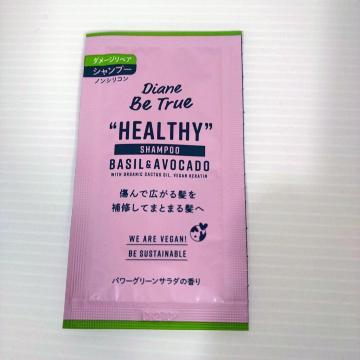 ダメージリペア
シャンプー
ノンシリコン
Diane
Be True
“HEALTHY”
SHAMPOO
BASIL&AVOCADO
WITH ORGANIC CACTUS OIL, VEGAN KERATIN
傷んで広がる髪を
補修してまとまる髪へ
WE ARE VEGAN!
BE SUSTAINABLE
パワーグリーンサラダの香り